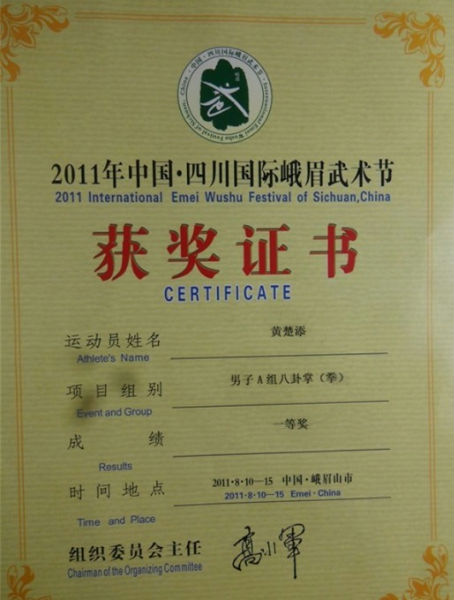 2011年中国·四川国际峨眉武术节
2011 International Emei Wushu Festival of Sichuan,China
获奖证书
CERTIFICATE
运动员姓名 黄楚添
Athlete's Name
项目组别 男子A组八卦掌（拳）
Event and Group
成绩 一等奖
Results
时间地点 2011·8·10—15 中国·峨眉山市
2011·8·10—15 Emei·China
Time and Place
组织委员会主任 高小军
Chairman of the Organizing Committee